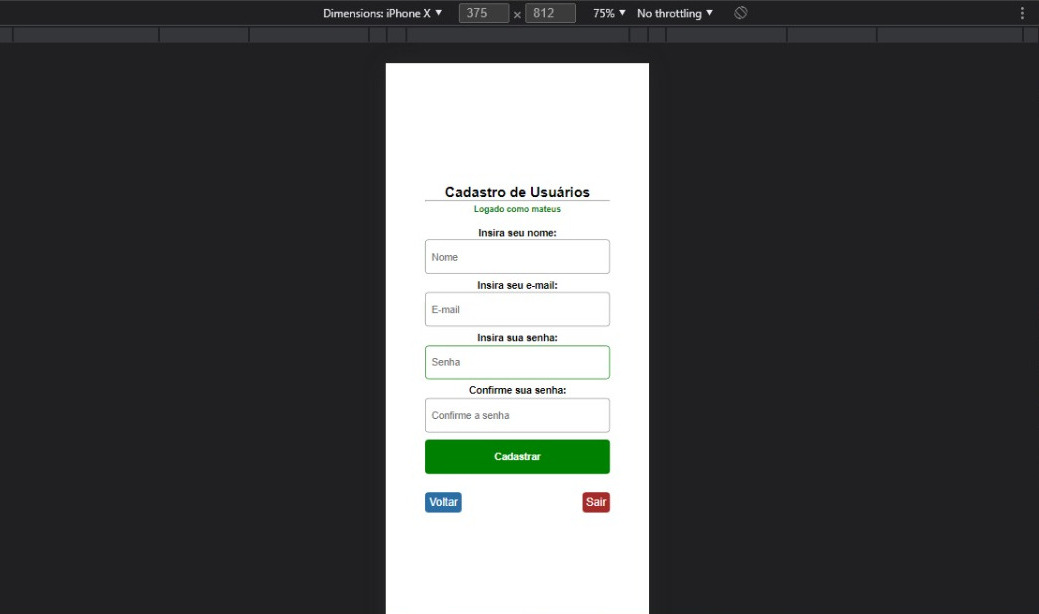 Dimensions: iPhone X ▼ 375 × 812 75% ▼ No throttling ▼
Cadastro de Usuários
Logado como mateus
Insira seu nome:
Nome
Insira seu e-mail:
E-mail
Insira sua senha:
Senha
Confirme sua senha:
Confirme a senha
Cadastrar
Voltar Sair